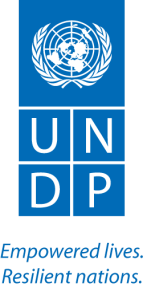 U N
D P
Empowered lives.
Resilient nations.